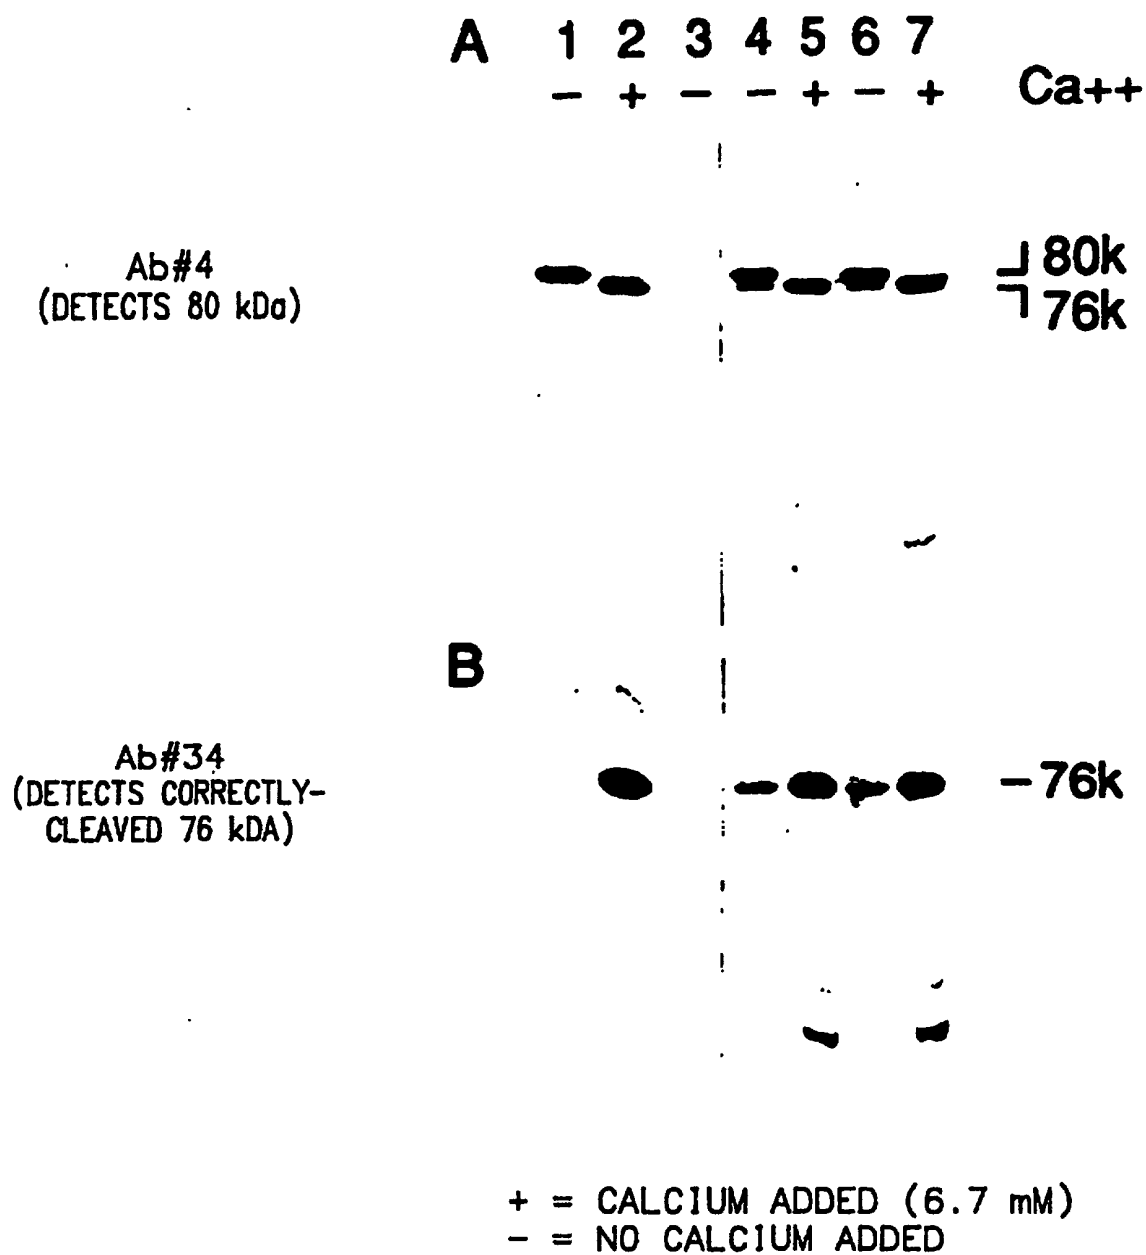 A 1 2 3 4 5 6 7
− + − − + − + Ca++
Ab#4
(DETECTS 80 kDa)
80k
76k
B
Ab#34
(DETECTS CORRECTLY-
CLEAVED 76 kDA)
−76k
+ = CALCIUM ADDED (6.7 mM)
− = NO CALCIUM ADDED